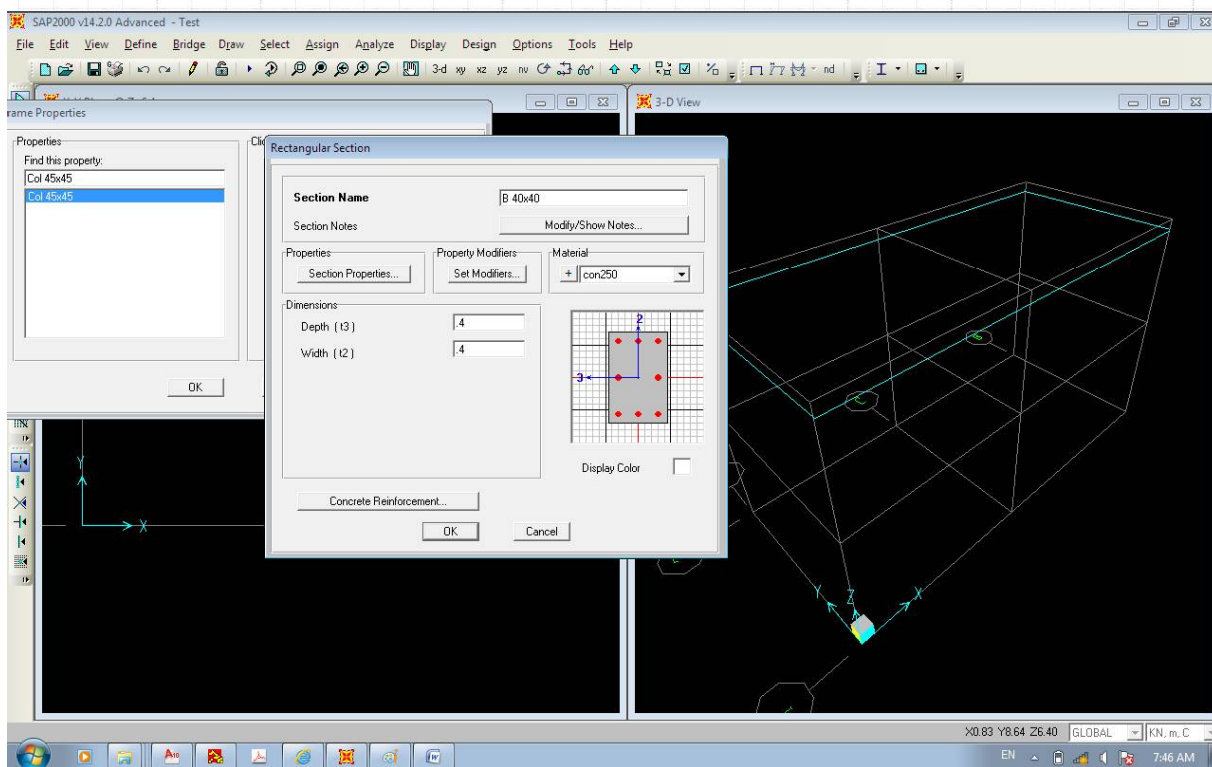 SAP2000 v14.2.0 Advanced - Test
File Edit View Define Bridge Draw Select Assign Analyze Display Design Options Tools Help
3-d xy xz yz nv nd
3-D View
rame Properties
Properties
Find this property:
Col 45x45
Col 45x45
OK
Rectangular Section
Section Name B 40x40
Section Notes Modify/Show Notes...
Properties Property Modifiers Material
Section Properties... Set Modifiers... + con250
Dimensions
Depth ( t3 ) .4
Width ( t2 ) .4
2
3
Display Color
Concrete Reinforcement...
OK Cancel
Y
X
Y Z X
X0.83 Y8.64 Z6.40 GLOBAL KN, m, C
EN 7:46 AM